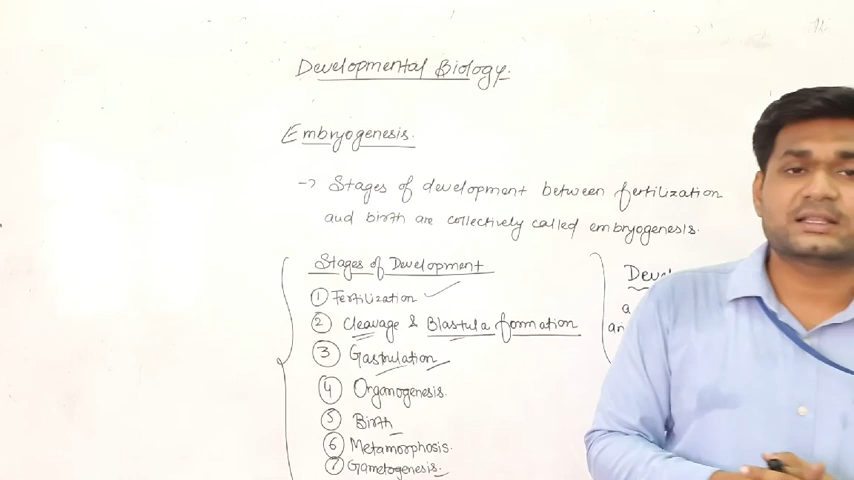 Developmental Biology.
Embryogenesis.
→ Stages of development between fertilization
and birth are collectively called embryogenesis.
Stages of Development
① Fertilization ✓
② Cleavage & Blastula formation
③ Gastrulation
④ Organogenesis.
⑤ Birth
⑥ Metamorphosis.
⑦ Gametogenesis.